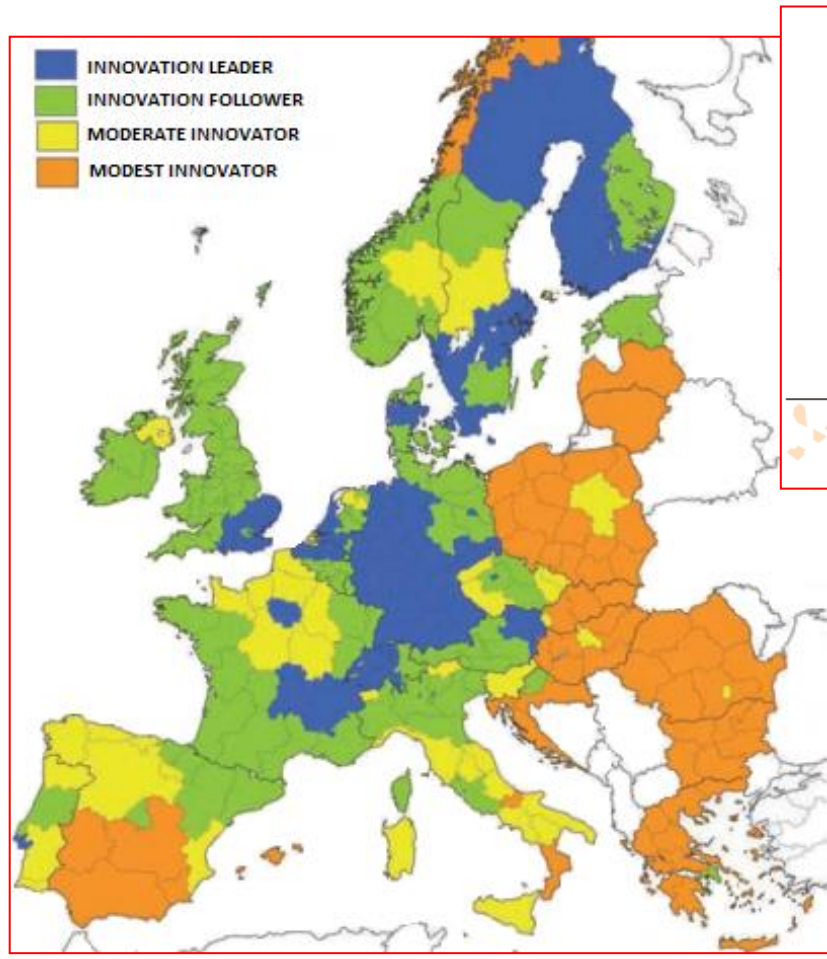 INNOVATION LEADER
INNOVATION FOLLOWER
MODERATE INNOVATOR
MODEST INNOVATOR